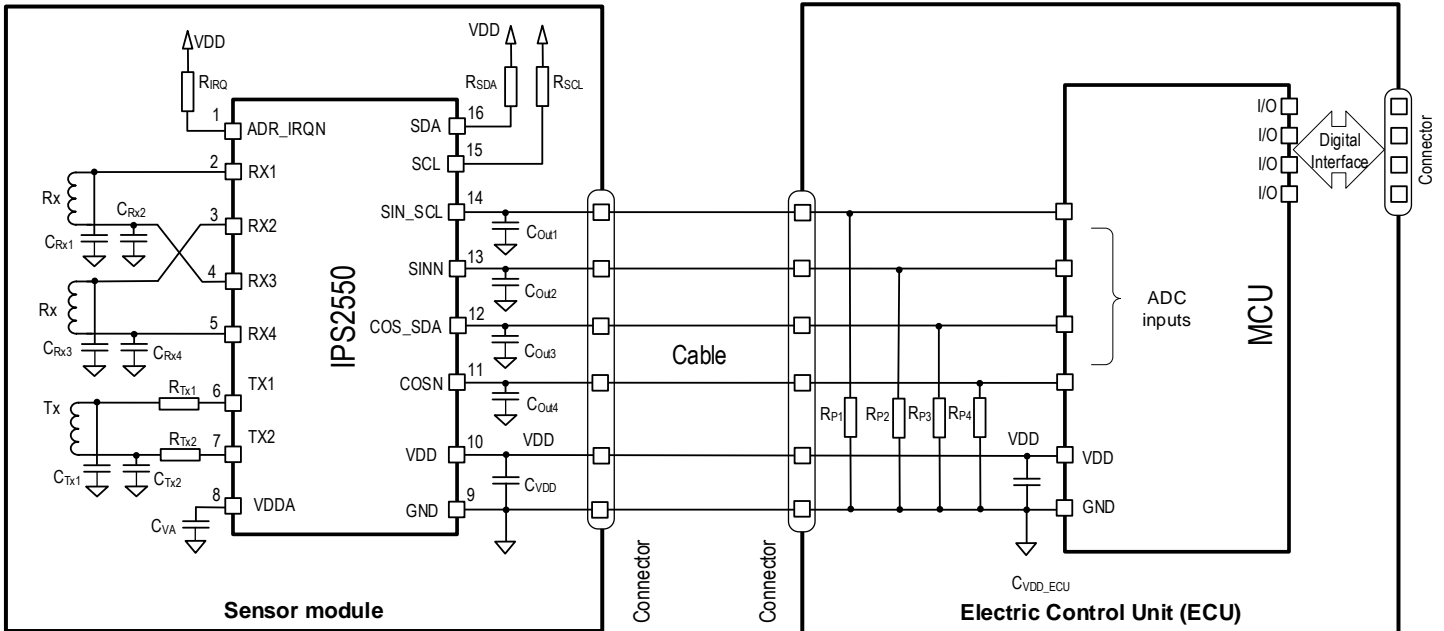 VDD
RIRQ
1
ADR_IRQN
2
RX1
Rx
CRx2
3
RX2
CRx1
4
RX3
Rx
5
RX4
CRx3
CRx4
TX1
6
RTx1
Tx
TX2
7
RTx2
CTx1
CTx2
8
VDDA
CVA
IPS2550
VDD
RSDA
RSCL
16
SDA
15
SCL
14
SIN_SCL
COut1
13
SINN
COut2
12
COS_SDA
COut3
11
COSN
COut4
10
VDD
VDD
CVDD
9
GND
Sensor module
Connector
Cable
Connector
RP1
RP2
RP3
RP4
VDD
CVDD_ECU
ADC
inputs
VDD
GND
MCU
I/O
I/O
I/O
I/O
Digital
Interface
Connector
Electric Control Unit (ECU)